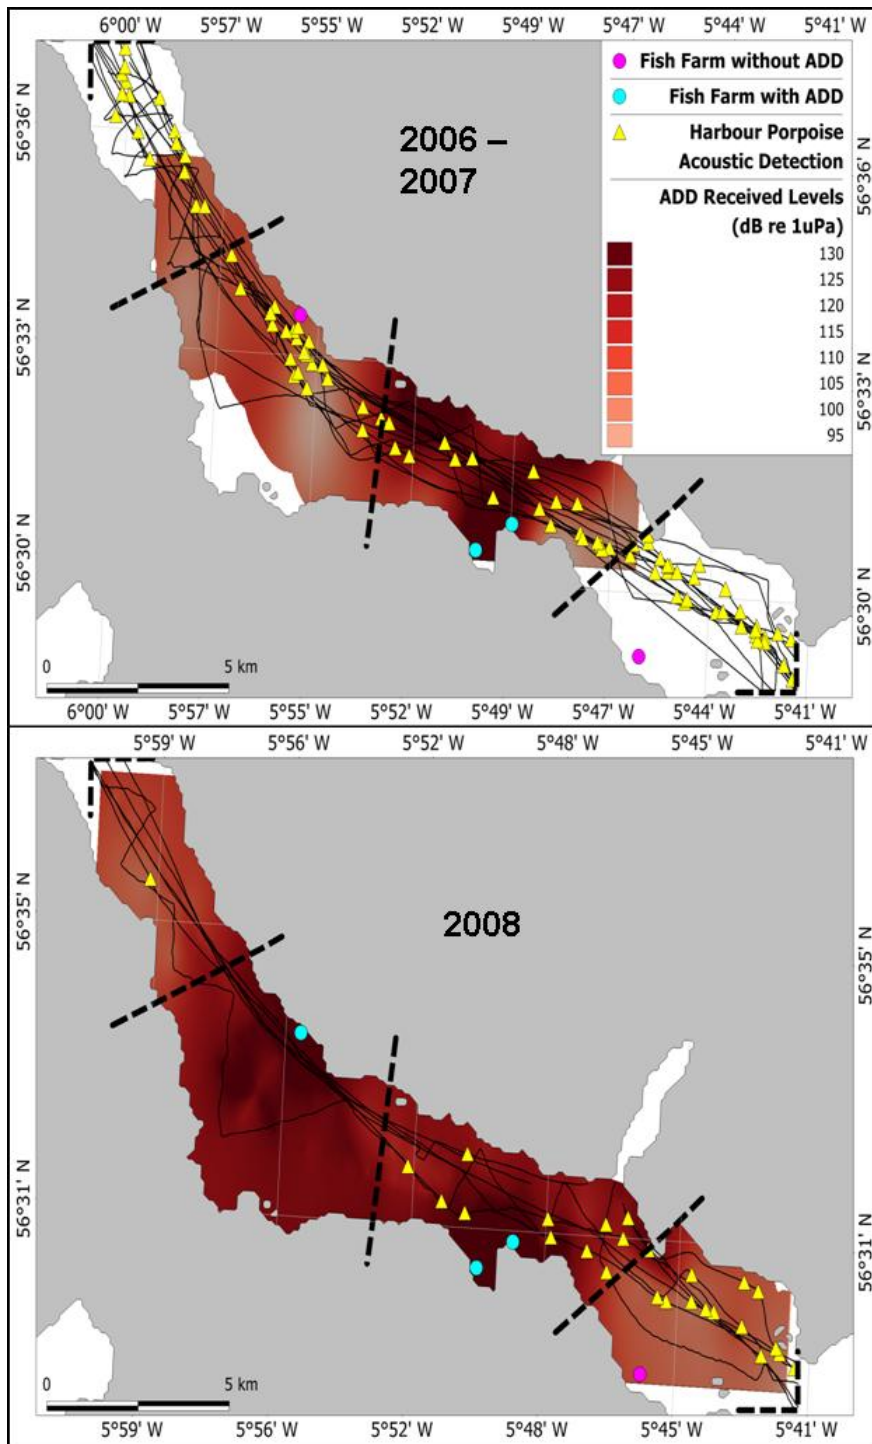 6°00' W 5°57' W 5°55' W 5°52' W 5°49' W 5°47' W 5°44' W 5°41' W
Fish Farm without ADD
Fish Farm with ADD
Harbour Porpoise
Acoustic Detection
ADD Received Levels
(dB re 1uPa)
130
125
120
115
110
105
100
95
2006 –
2007
56°36' N
56°33' N
56°30' N
56°36' N
56°33' N
56°30' N
0 5 km
6°00' W 5°57' W 5°55' W 5°52' W 5°49' W 5°47' W 5°44' W 5°41' W
5°59' W 5°56' W 5°52' W 5°48' W 5°45' W 5°41' W
2008
56°35' N
56°31' N
56°35' N
56°31' N
0 5 km
5°59' W 5°56' W 5°52' W 5°48' W 5°45' W 5°41' W